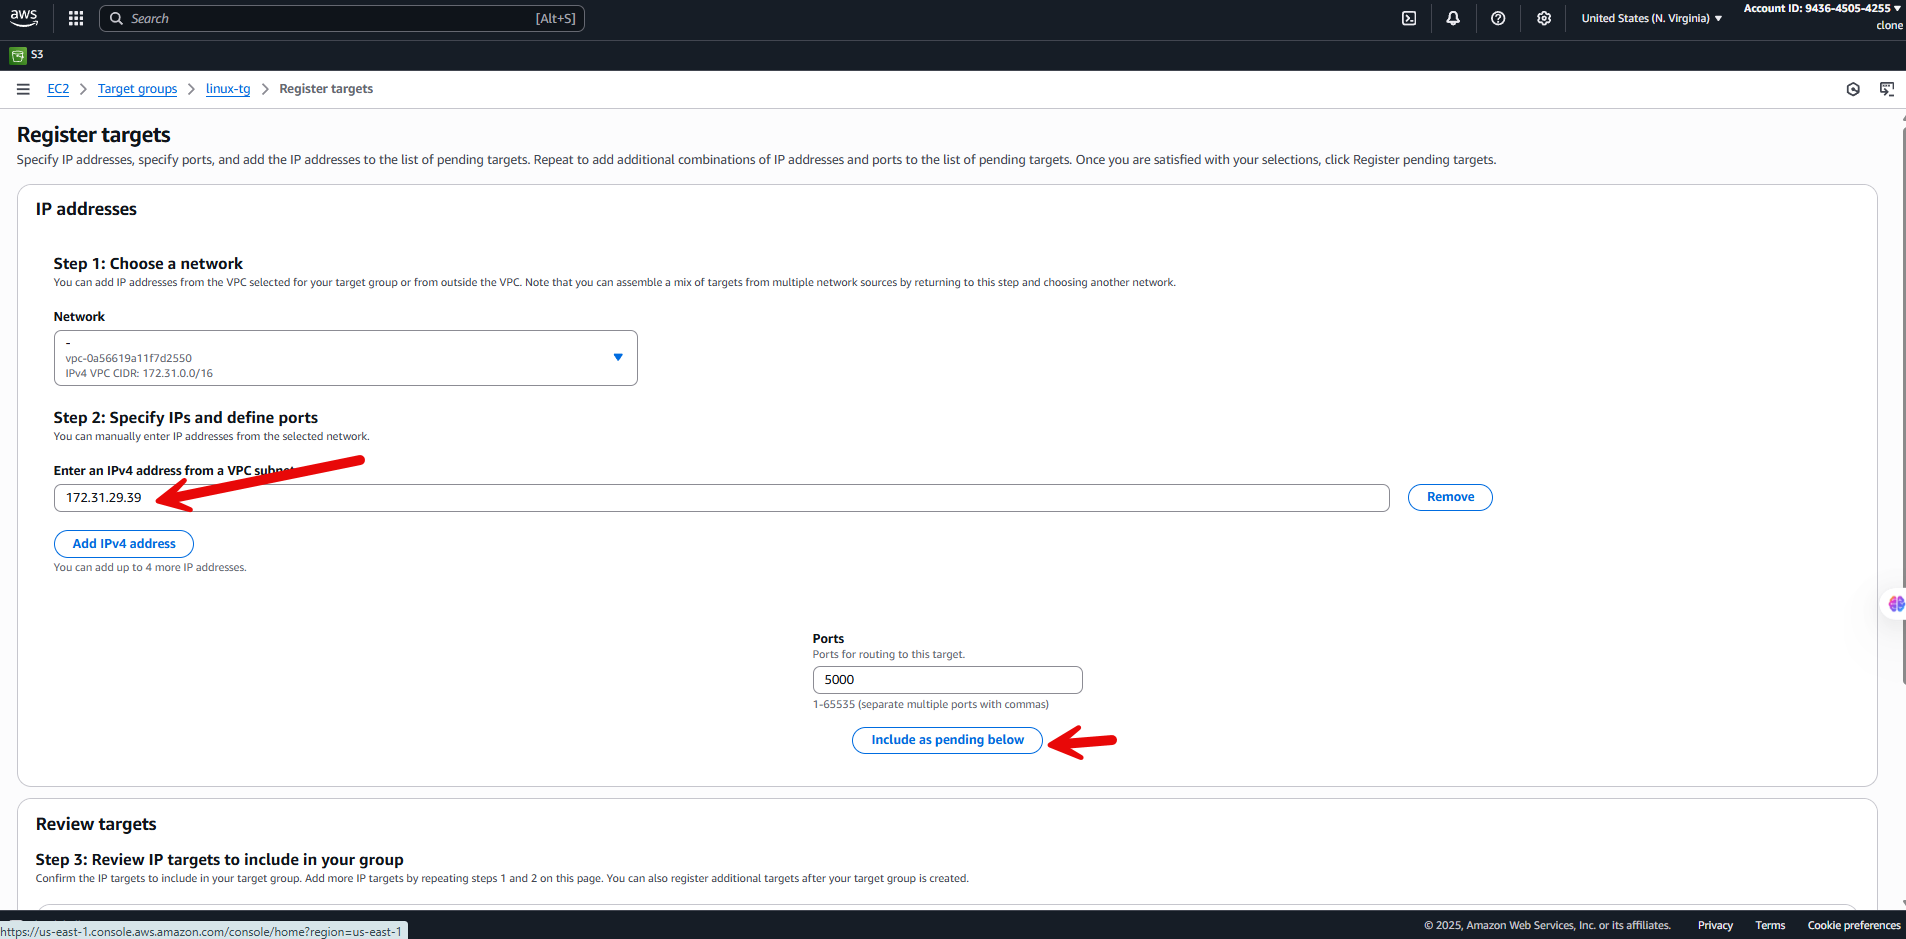 aws
Search
[Alt+S]
United States (N. Virginia)
Account ID: 9436-4505-4255
clone
S3
EC2
Target groups
linux-tg
Register targets
Register targets
Specify IP addresses, specify ports, and add the IP addresses to the list of pending targets. Repeat to add additional combinations of IP addresses and ports to the list of pending targets. Once you are satisfied with your selections, click Register pending targets.
IP addresses
Step 1: Choose a network
You can add IP addresses from the VPC selected for your target group or from outside the VPC. Note that you can assemble a mix of targets from multiple network sources by returning to this step and choosing another network.
Network
-
vpc-0a56619a11f7d2550
IPv4 VPC CIDR: 172.31.0.0/16
Step 2: Specify IPs and define ports
You can manually enter IP addresses from the selected network.
Enter an IPv4 address from a VPC subnet
172.31.29.39
Remove
Add IPv4 address
You can add up to 4 more IP addresses.
Ports
Ports for routing to this target.
5000
1-65535 (separate multiple ports with commas)
Include as pending below
Review targets
Step 3: Review IP targets to include in your group
Confirm the IP targets to include in your target group. Add more IP targets by repeating steps 1 and 2 on this page. You can also register additional targets after your target group is created.
© 2025, Amazon Web Services, Inc. or its affiliates.
Privacy
Terms
Cookie preferences
https://us-east-1.console.aws.amazon.com/console/home?region=us-east-1